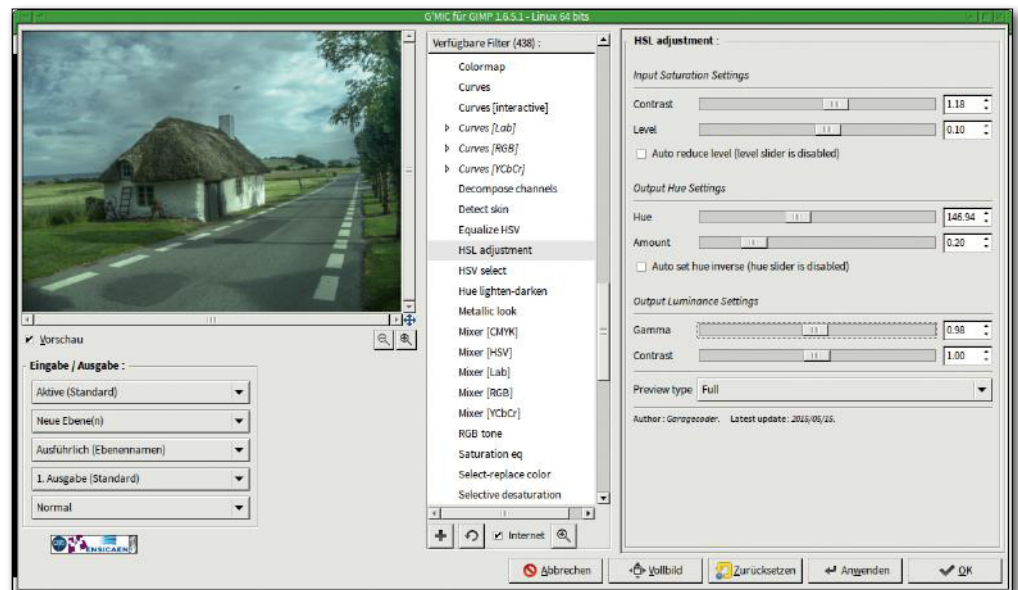 G'MIC für GIMP 1.6.5.1 - Linux 64 bits
Vorschau
Eingabe / Ausgabe :
Aktive (Standard)
Neue Ebene(n)
Ausführlich (Ebenennamen)
1. Ausgabe (Standard)
Normal
ENSICAEN
Verfügbare Filter (438) :
Colormap
Curves
Curves [interactive]
Curves [Lab]
Curves [RGB]
Curves [YCbCr]
Decompose channels
Detect skin
Equalize HSV
HSL adjustment
HSV select
Hue lighten-darken
Metallic look
Mixer [CMYK]
Mixer [HSV]
Mixer [Lab]
Mixer [RGB]
Mixer [YCbCr]
RGB tone
Saturation eq
Select-replace color
Selective desaturation
Internet
HSL adjustment :
Input Saturation Settings
Contrast 1.18
Level 0.10
Auto reduce level (level slider is disabled)
Output Hue Settings
Hue 146.94
Amount 0.20
Auto set hue inverse (hue slider is disabled)
Output Luminance Settings
Gamma 0.98
Contrast 1.00
Preview type Full
Author : Garagecoder. Latest update : 2015/05/15.
Abbrechen Vollbild Zurücksetzen Anwenden OK